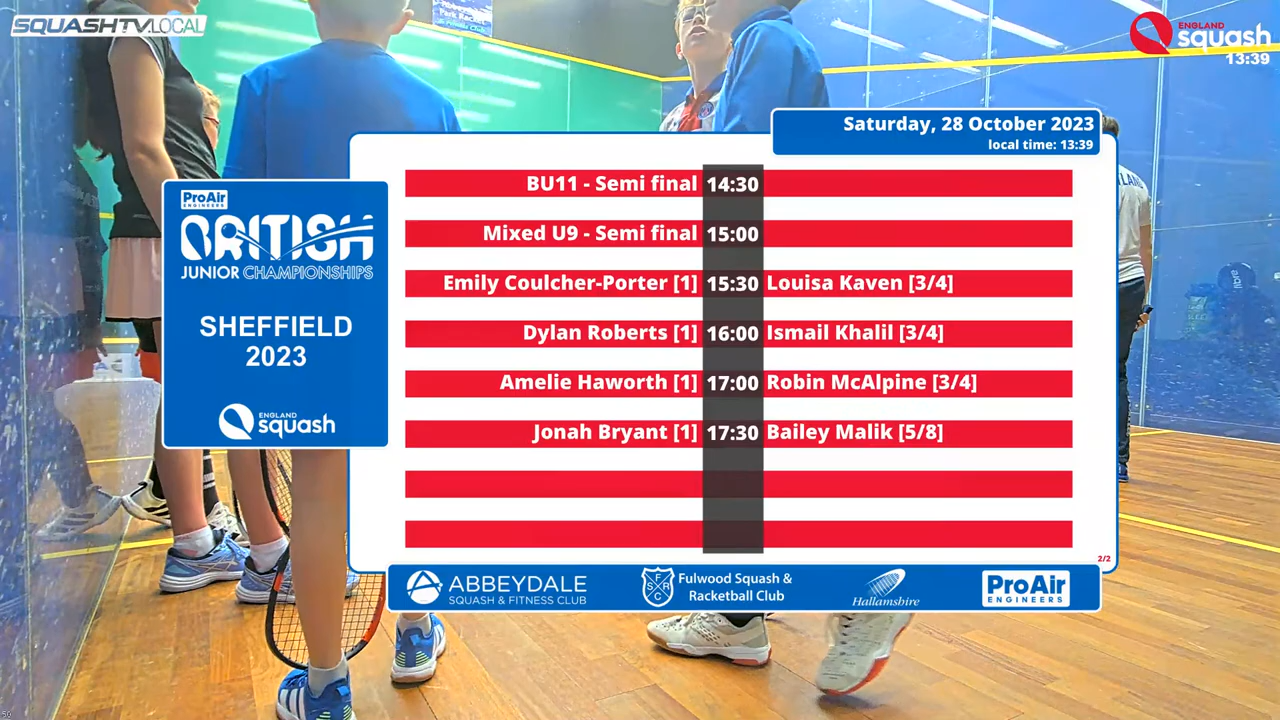 SQUASHTV.LOCAL
ENGLAND
squash
13:39
Saturday, 28 October 2023
local time: 13:39
ProAir
ENGINEERS
BRITISH
JUNIOR CHAMPIONSHIPS
SHEFFIELD
2023
ENGLAND
squash
BU11 - Semi final 14:30
Mixed U9 - Semi final 15:00
Emily Coulcher-Porter [1] 15:30 Louisa Kaven [3/4]
Dylan Roberts [1] 16:00 Ismail Khalil [3/4]
Amelie Haworth [1] 17:00 Robin McAlpine [3/4]
Jonah Bryant [1] 17:30 Bailey Malik [5/8]
2/2
ABBEYDALE
SQUASH & FITNESS CLUB
Fulwood Squash &
Racketball Club
Hallamshire
ProAir
ENGINEERS